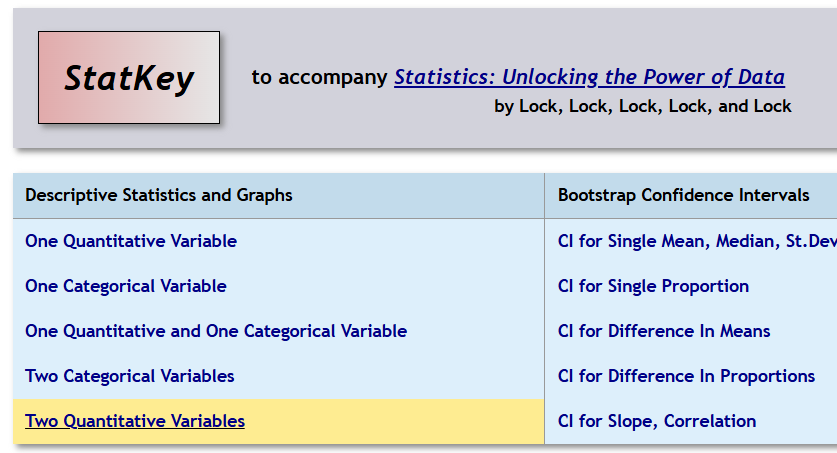 StatKey
to accompany Statistics: Unlocking the Power of Data
by Lock, Lock, Lock, Lock, and Lock
Descriptive Statistics and Graphs
One Quantitative Variable
One Categorical Variable
One Quantitative and One Categorical Variable
Two Categorical Variables
Two Quantitative Variables
Bootstrap Confidence Intervals
CI for Single Mean, Median, St.Dev
CI for Single Proportion
CI for Difference In Means
CI for Difference In Proportions
CI for Slope, Correlation